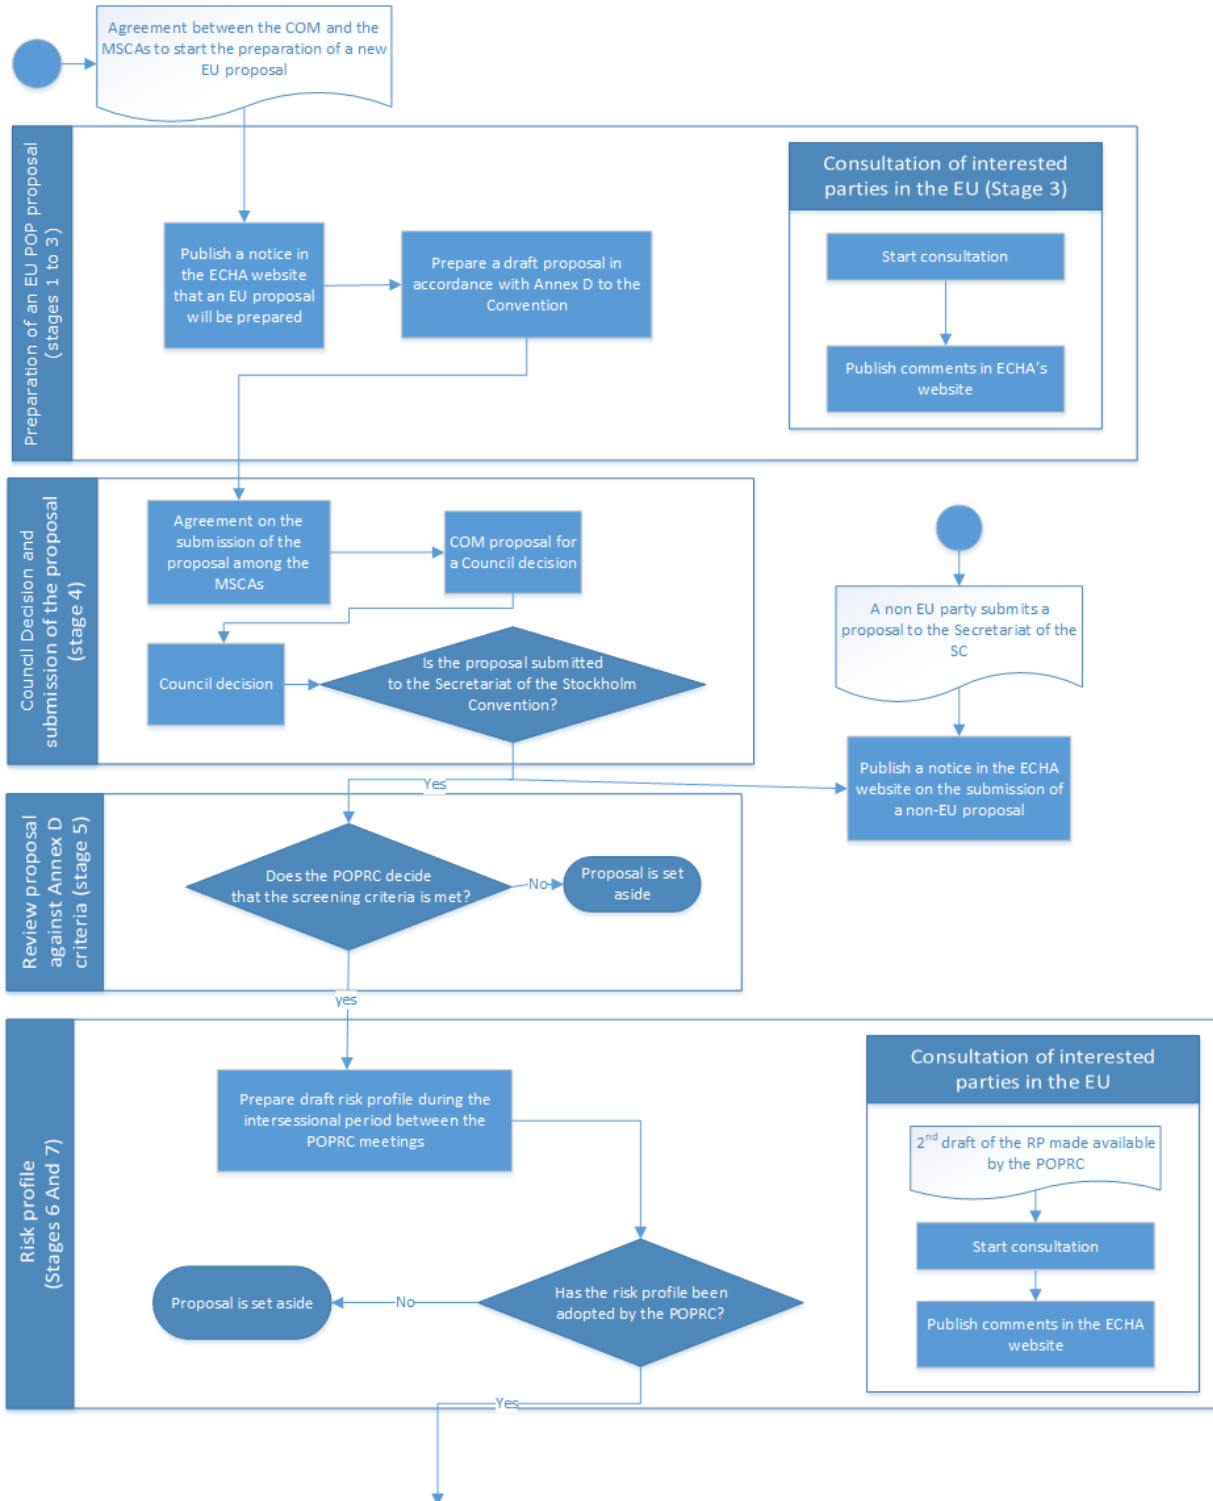 Agreement between the COM and the
MSCAs to start the preparation of a new
EU proposal
Preparation of an EU POP proposal
(stages 1 to 3)
Consultation of interested
parties in the EU (Stage 3)
Publish a notice in
the ECHA website
that an EU proposal
will be prepared
Prepare a draft proposal in
accordance with Annex D to the
Convention
Start consultation
Publish comments in ECHA's
website
Council Decision and
submission of the proposal
(stage 4)
Agreement on the
submission of the
proposal among the
MSCAs
COM proposal for
a Council decision
Council decision
Is the proposal submitted
to the Secretariat of the Stockholm
Convention?
A non EU party submits a
proposal to the Secretariat of the
SC
Publish a notice in the ECHA
website on the submission of
a non-EU proposal
Yes
Review proposal
against Annex D
criteria (stage 5)
Does the POPRC decide
that the screening criteria is met?
No
Proposal is set
aside
yes
Risk profile
(Stages 6 And 7)
Prepare draft risk profile during the
intersessional period between the
POPRC meetings
Consultation of interested
parties in the EU
2nd draft of the RP made available
by the POPRC
Start consultation
Publish comments in the ECHA
website
Has the risk profile been
adopted by the POPRC?
No
Proposal is set aside
Yes